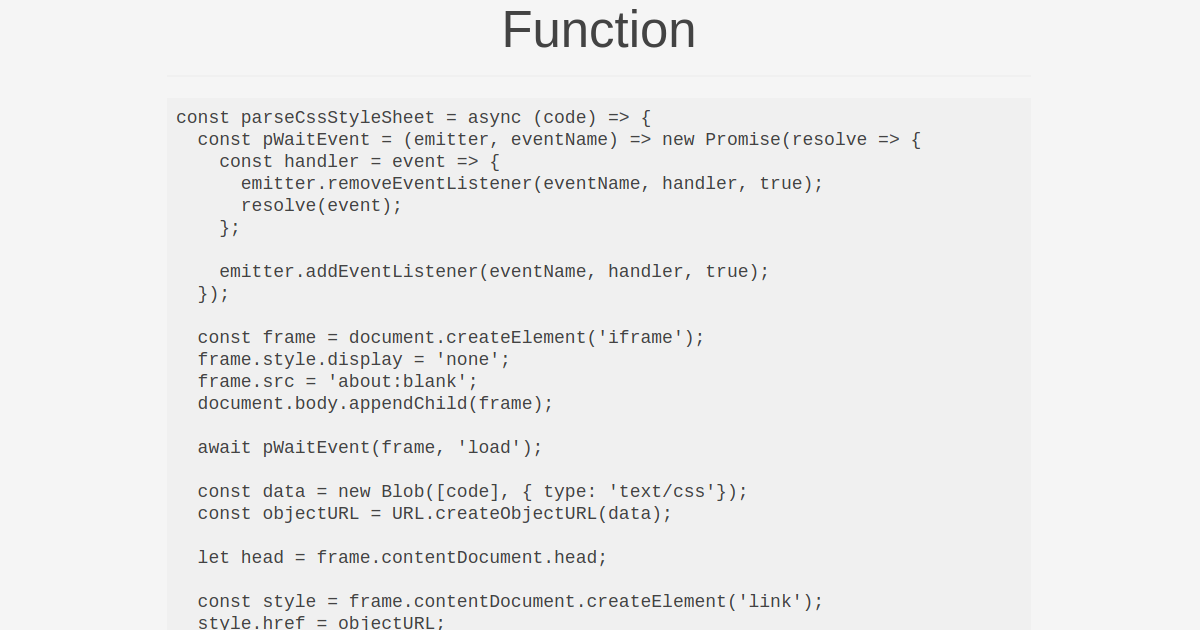 Function
const parseCssStyleSheet = async (code) => {
  const pWaitEvent = (emitter, eventName) => new Promise(resolve => {
    const handler = event => {
      emitter.removeEventListener(eventName, handler, true);
      resolve(event);
    };

    emitter.addEventListener(eventName, handler, true);
  });

  const frame = document.createElement('iframe');
  frame.style.display = 'none';
  frame.src = 'about:blank';
  document.body.appendChild(frame);

  await pWaitEvent(frame, 'load');

  const data = new Blob([code], { type: 'text/css'});
  const objectURL = URL.createObjectURL(data);

  let head = frame.contentDocument.head;

  const style = frame.contentDocument.createElement('link');
  style.href = objectURL;